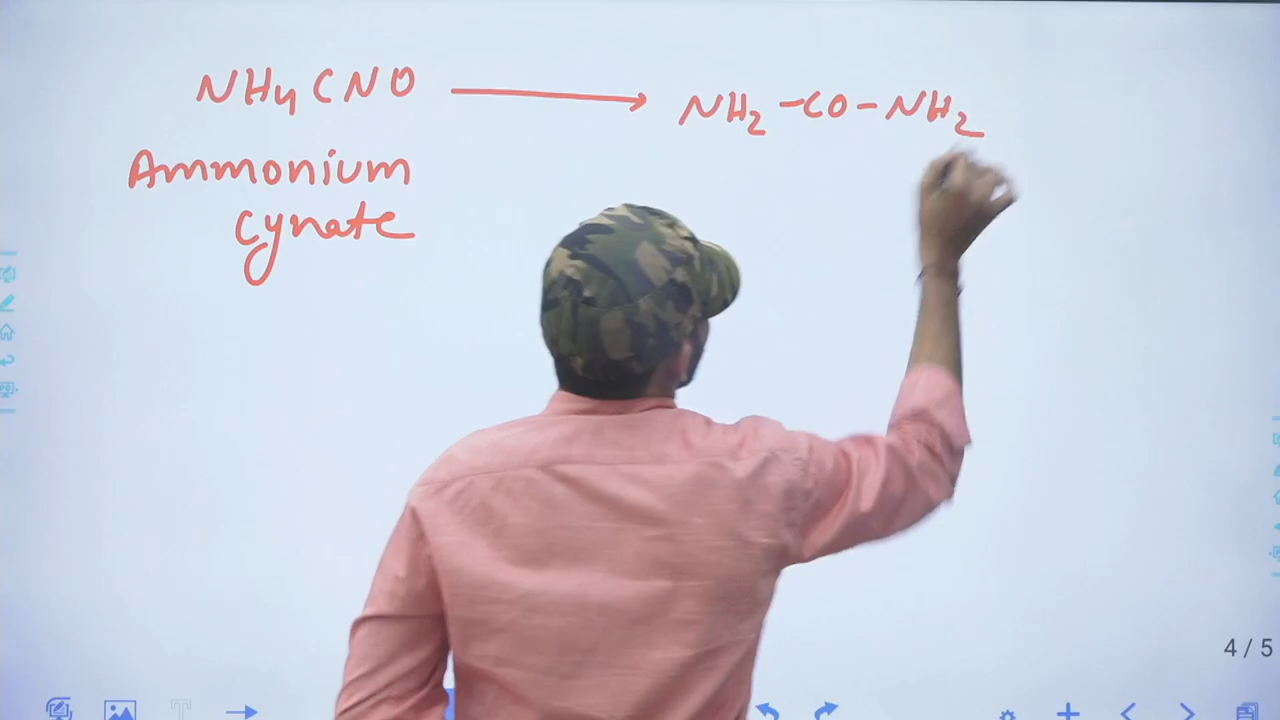 NH4CNO → NH2-CO-NH2
Ammonium
cynate
4 / 5